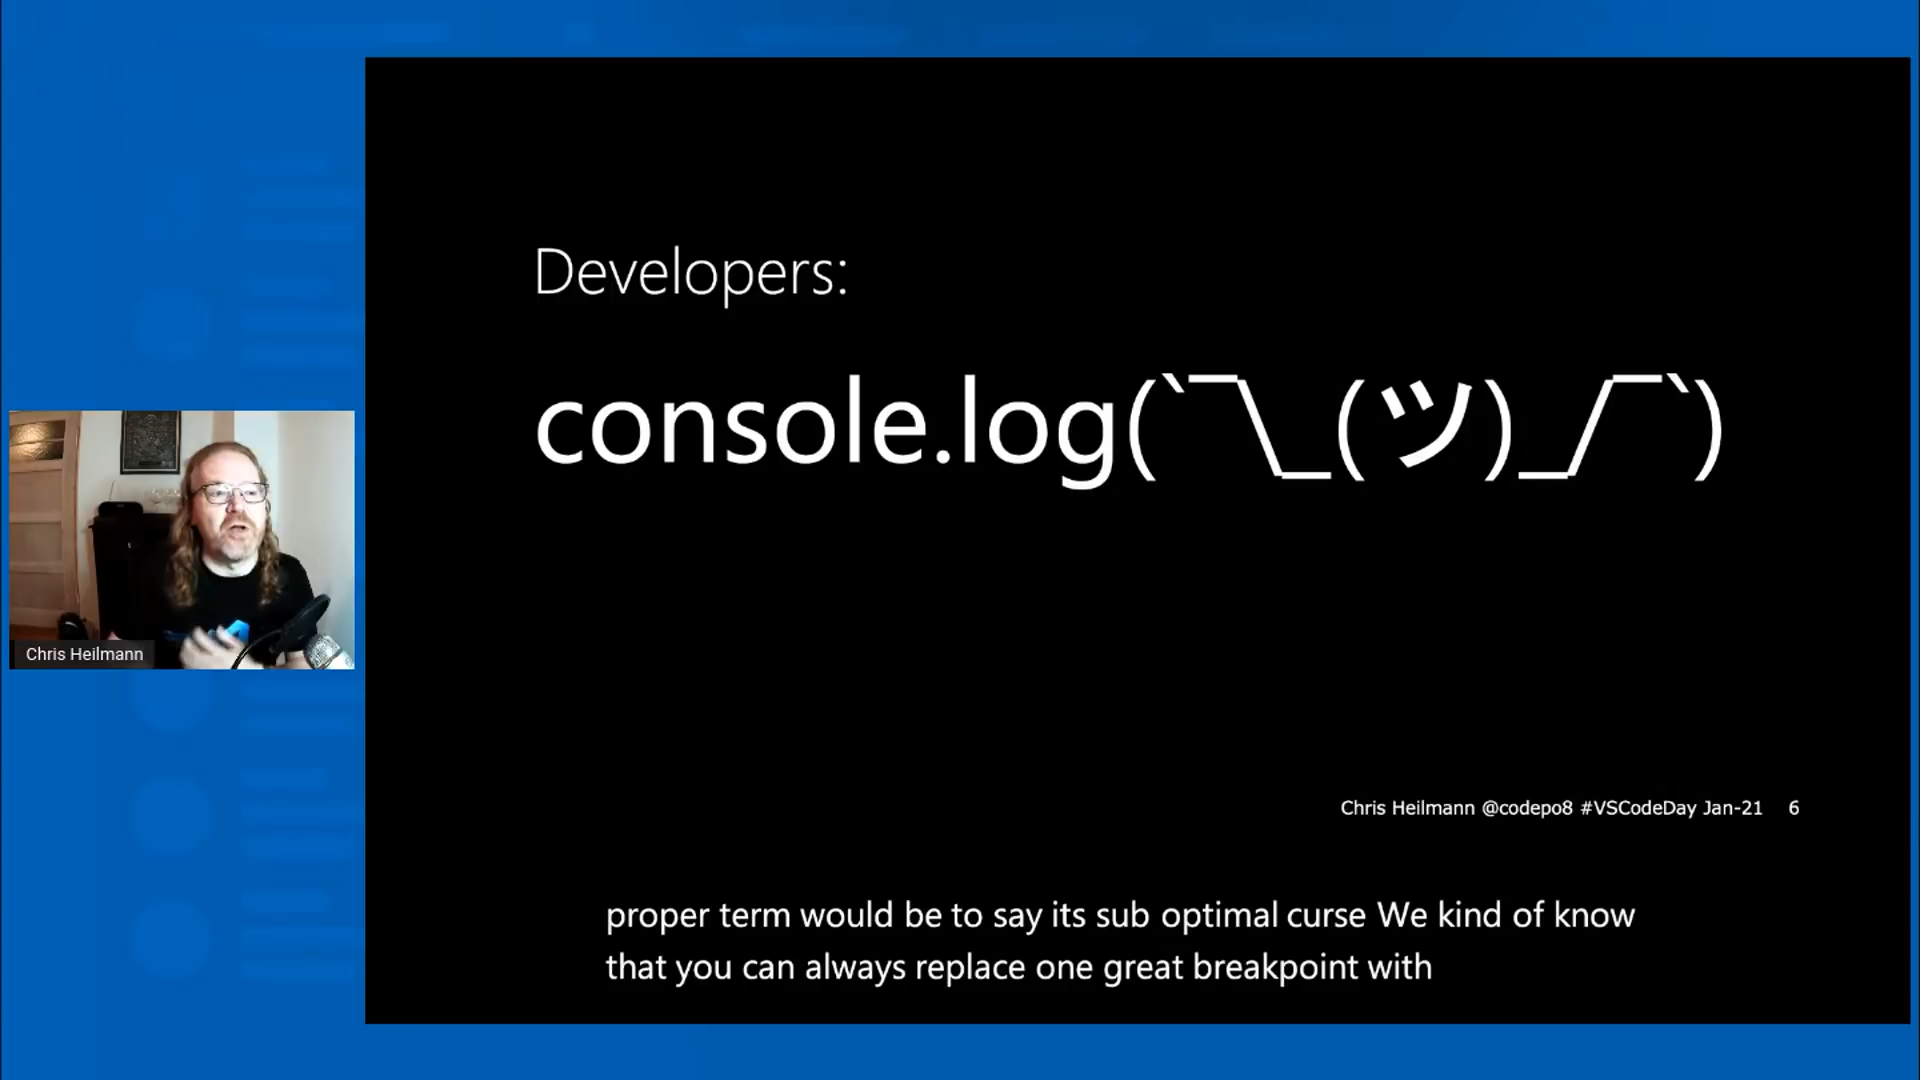 Developers:
console.log(`¯\_(ツ)_/¯`)
Chris Heilmann
Chris Heilmann @codepo8 #VSCodeDay Jan-21 6
proper term would be to say its sub optimal curse We kind of know
that you can always replace one great breakpoint with